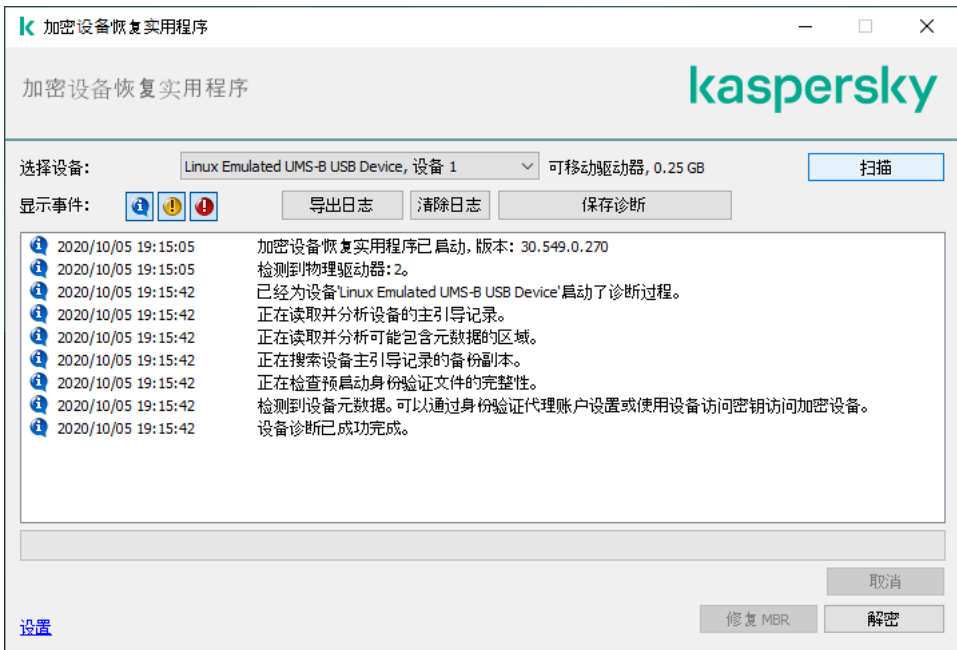 加密设备恢复实用程序
加密设备恢复实用程序
kaspersky
选择设备: Linux Emulated UMS-B USB Device, 设备 1 可移动驱动器, 0.25 GB 扫描
显示事件: 导出日志 清除日志 保存诊断
2020/10/05 19:15:05 加密设备恢复实用程序已启动, 版本: 30.549.0.270
2020/10/05 19:15:05 检测到物理驱动器: 2。
2020/10/05 19:15:42 已经为设备'Linux Emulated UMS-B USB Device'启动了诊断过程。
2020/10/05 19:15:42 正在读取并分析设备的主引导记录。
2020/10/05 19:15:42 正在读取并分析可能包含元数据的区域。
2020/10/05 19:15:42 正在搜索设备主引导记录的备份副本。
2020/10/05 19:15:42 正在检查预启动身份验证文件的完整性。
2020/10/05 19:15:42 检测到设备元数据。可以通过身份验证代理账户设置或使用设备访问密钥访问加密设备。
2020/10/05 19:15:42 设备诊断已成功完成。
取消
设置 修复 MBR 解密